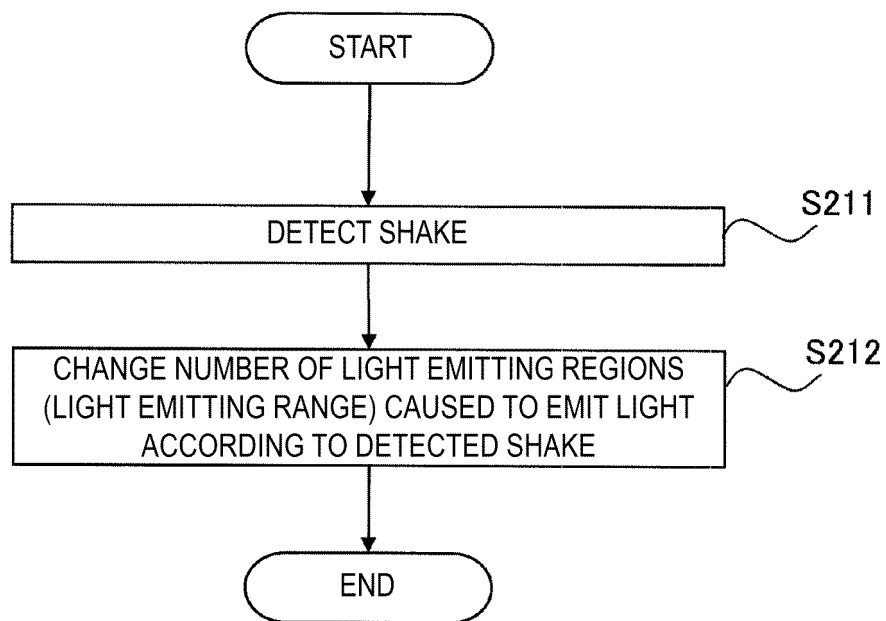 START
DETECT SHAKE
S211
CHANGE NUMBER OF LIGHT EMITTING REGIONS
(LIGHT EMITTING RANGE) CAUSED TO EMIT LIGHT
ACCORDING TO DETECTED SHAKE
S212
END